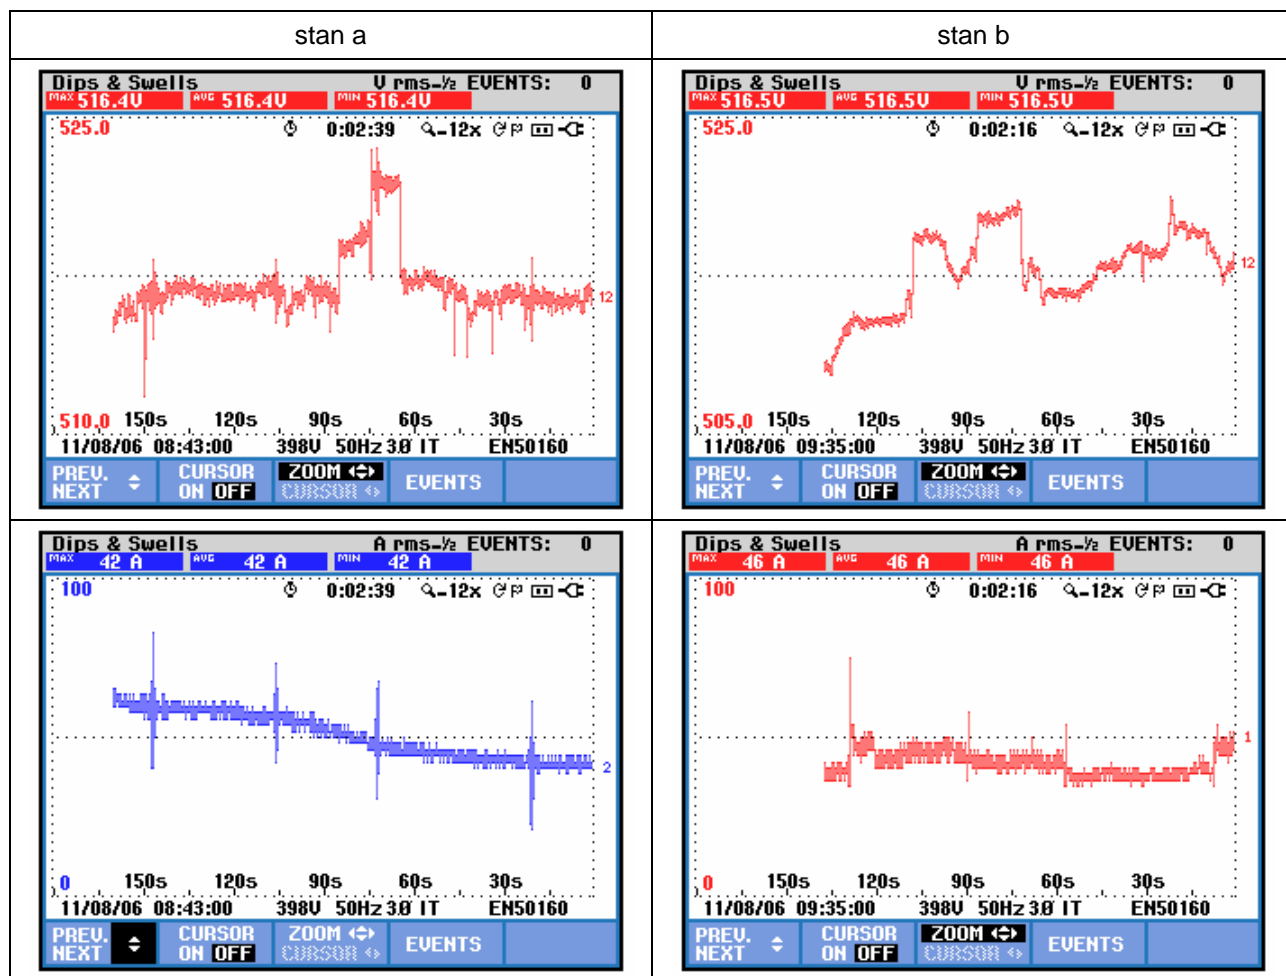 stan a
stan b
Dips & Swells V rms-½ EVENTS: 0
MAX 516.4V AVG 516.4V MIN 516.4V
525.0 0:02:39 -12x
12
510.0 150s 120s 90s 60s 30s
11/08/06 08:43:00 398V 50Hz 3Ø IT EN50160
PREV. NEXT CURSOR ON OFF ZOOM CURSOR EVENTS
Dips & Swells V rms-½ EVENTS: 0
MAX 516.5V AVG 516.5V MIN 516.5V
525.0 0:02:16 -12x
12
505.0 150s 120s 90s 60s 30s
11/08/06 09:35:00 398V 50Hz 3Ø IT EN50160
PREV. NEXT CURSOR ON OFF ZOOM CURSOR EVENTS
Dips & Swells A rms-½ EVENTS: 0
MAX 42 A AVG 42 A MIN 42 A
100 0:02:39 -12x
2
0 150s 120s 90s 60s 30s
11/08/06 08:43:00 398V 50Hz 3Ø IT EN50160
PREV. NEXT CURSOR ON OFF ZOOM CURSOR EVENTS
Dips & Swells A rms-½ EVENTS: 0
MAX 46 A AVG 46 A MIN 46 A
100 0:02:16 -12x
1
0 150s 120s 90s 60s 30s
11/08/06 09:35:00 398V 50Hz 3Ø IT EN50160
PREV. NEXT CURSOR ON OFF ZOOM CURSOR EVENTS